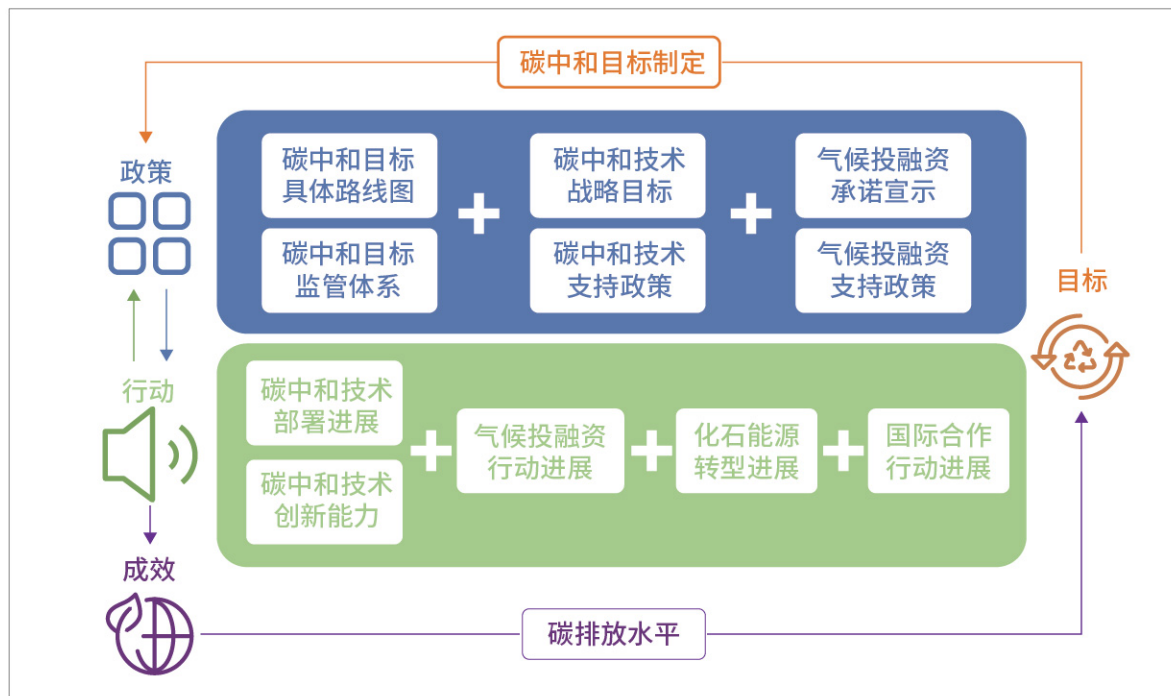 碳中和目标制定
政策
碳中和目标
具体路线图
碳中和技术
战略目标
气候投融资
承诺宣示
碳中和目标
监管体系
碳中和技术
支持政策
气候投融资
支持政策
目标
行动
碳中和技术
部署进展
碳中和技术
创新能力
气候投融资
行动进展
化石能源
转型进展
国际合作
行动进展
成效
碳排放水平